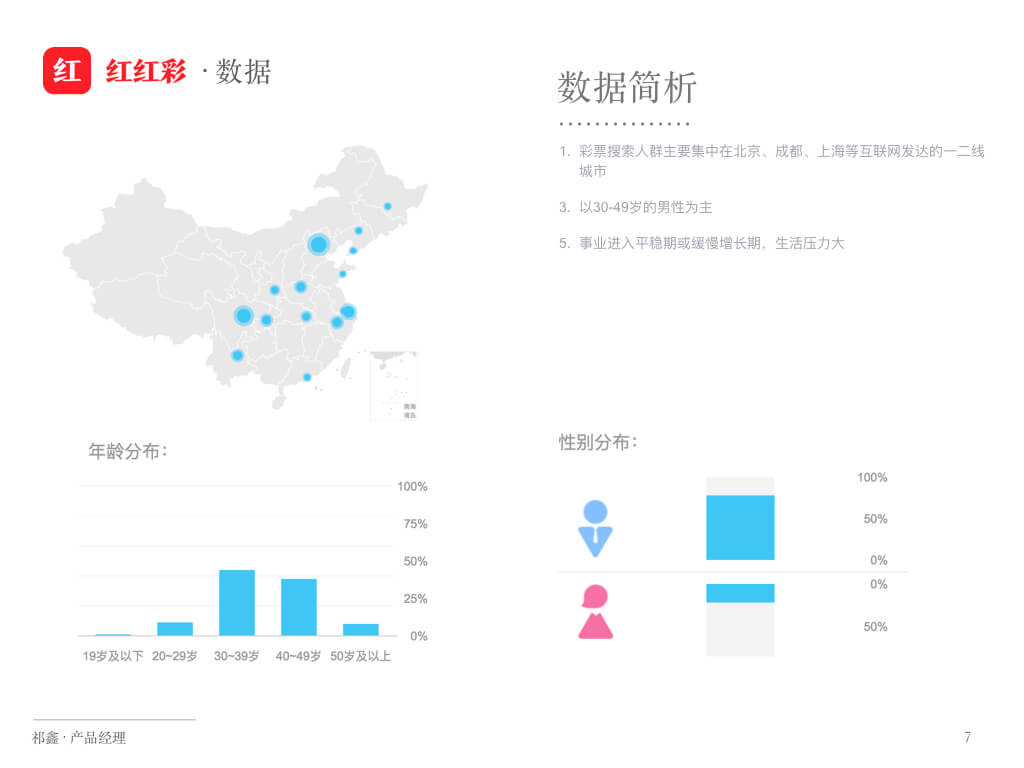 红 红红彩 · 数据
数据简析
1. 彩票搜索人群主要集中在北京、成都、上海等互联网发达的一二线
城市
3. 以30-49岁的男性为主
5. 事业进入平稳期或缓慢增长期，生活压力大
南海
诸岛
年龄分布：
100%
75%
50%
25%
0%
19岁及以下 20~29岁 30~39岁 40~49岁 50岁及以上
性别分布：
100%
50%
0%
0%
50%
祁鑫 · 产品经理
7